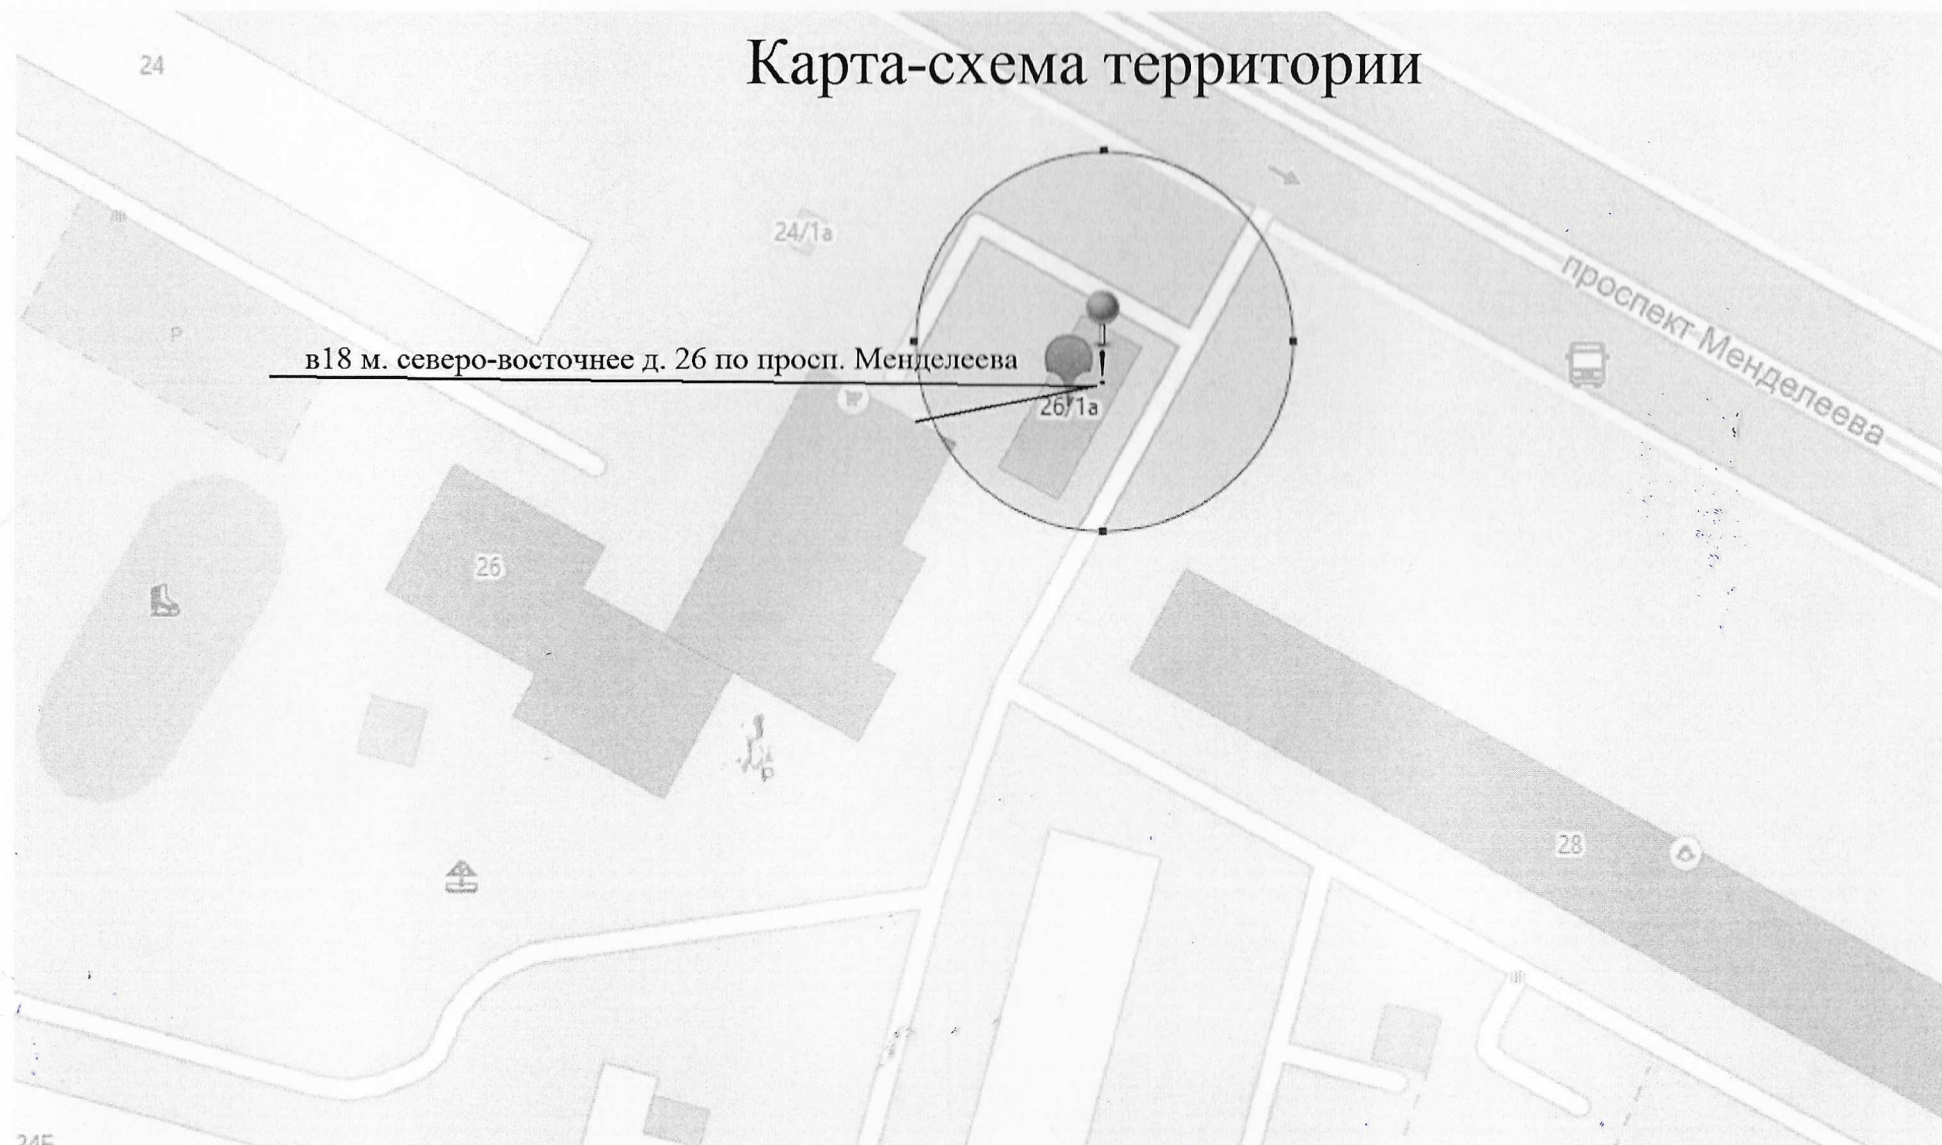 Карта-схема территории
24
24/1а
проспект Менделеева
P
в18 м. северо-восточнее д. 26 по просп. Менделеева
26/1а
26
P
28
24Б